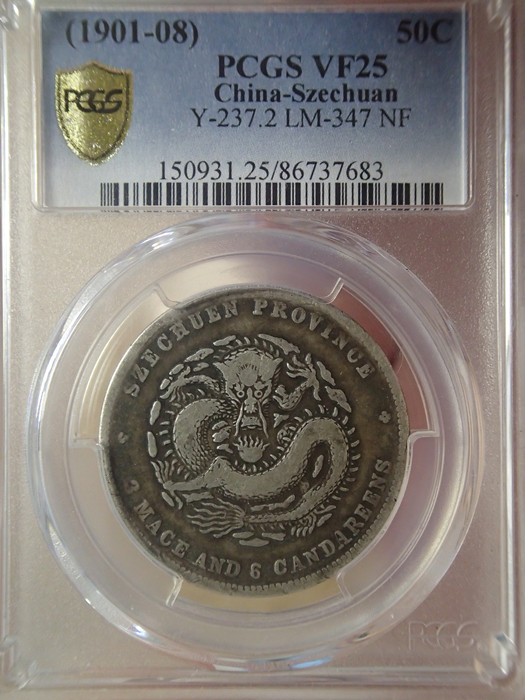 (1901-08) 50C
PCGS VF25
China-Szechuan
Y-237.2 LM-347 NF
150931.25/86737683
PCGS
SZECHUEN PROVINCE
3 MACE AND 6 CANDAREENS
PCGS